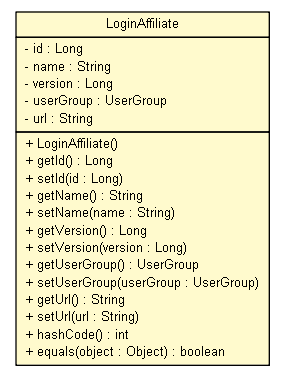 LoginAffiliate
- id : Long
- name : String
- version : Long
- userGroup : UserGroup
- url : String
+ LoginAffiliate()
+ getId() : Long
+ setId(id : Long)
+ getName() : String
+ setName(name : String)
+ getVersion() : Long
+ setVersion(version : Long)
+ getUserGroup() : UserGroup
+ setUserGroup(userGroup : UserGroup)
+ getUrl() : String
+ setUrl(url : String)
+ hashCode() : int
+ equals(object : Object) : boolean